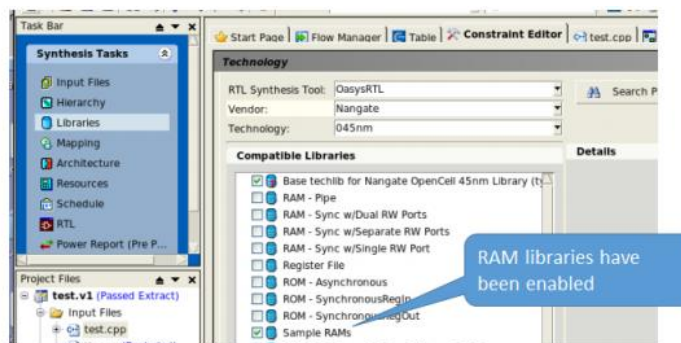 Task Bar
Start Page Flow Manager Table Constraint Editor test.cpp
Synthesis Tasks
Input Files
Hierarchy
Libraries
Mapping
Architecture
Resources
Schedule
RTL
Power Report (Pre P...
Project Files
test.v1 (Passed Extract)
Input Files
test.cpp
Technology
RTL Synthesis Tool: OasysRTL
Search P
Vendor: Nangate
Technology: 045nm
Compatible Libraries
Details
Base techlib for Nangate OpenCell 45nm Library (ty
RAM - Pipe
RAM - Sync w/Dual RW Ports
RAM - Sync w/Separate RW Ports
RAM - Sync w/Single RW Port
Register File
ROM - Asynchronous
ROM - SynchronousRegIn
ROM - SynchronousRegOut
Sample RAMs
RAM libraries have
been enabled